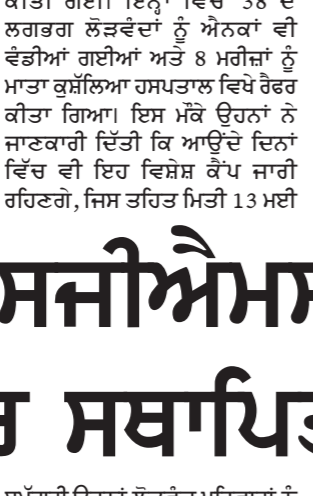 ਲਗਭਗ ਲੋੜਵੰਦਾਂ ਨੂੰ ਐਨਕਾਂ ਵੀ
ਵੰਡੀਆਂ ਗਈਆਂ ਅਤੇ 8 ਮਰੀਜ਼ਾਂ ਨੂੰ
ਮਾਤਾ ਕੁਸ਼ੱਲਿਆ ਹਸਪਤਾਲ ਵਿਖੇ ਰੈਫਰ
ਕੀਤਾ ਗਿਆ। ਇਸ ਮੌਕੇ ਉਹਨਾਂ ਨੇ
ਜਾਣਕਾਰੀ ਦਿੱਤੀ ਕਿ ਆਉਂਦੇ ਦਿਨਾਂ
ਵਿੱਚ ਵੀ ਇਹ ਵਿਸ਼ੇਸ਼ ਕੈਂਪ ਜਾਰੀ
ਰਹਿਣਗੇ, ਜਿਸ ਤਹਿਤ ਮਿਤੀ 13 ਮਈ
ਸਜੀਐਮਸ
ਸਥਾਪਿਤ